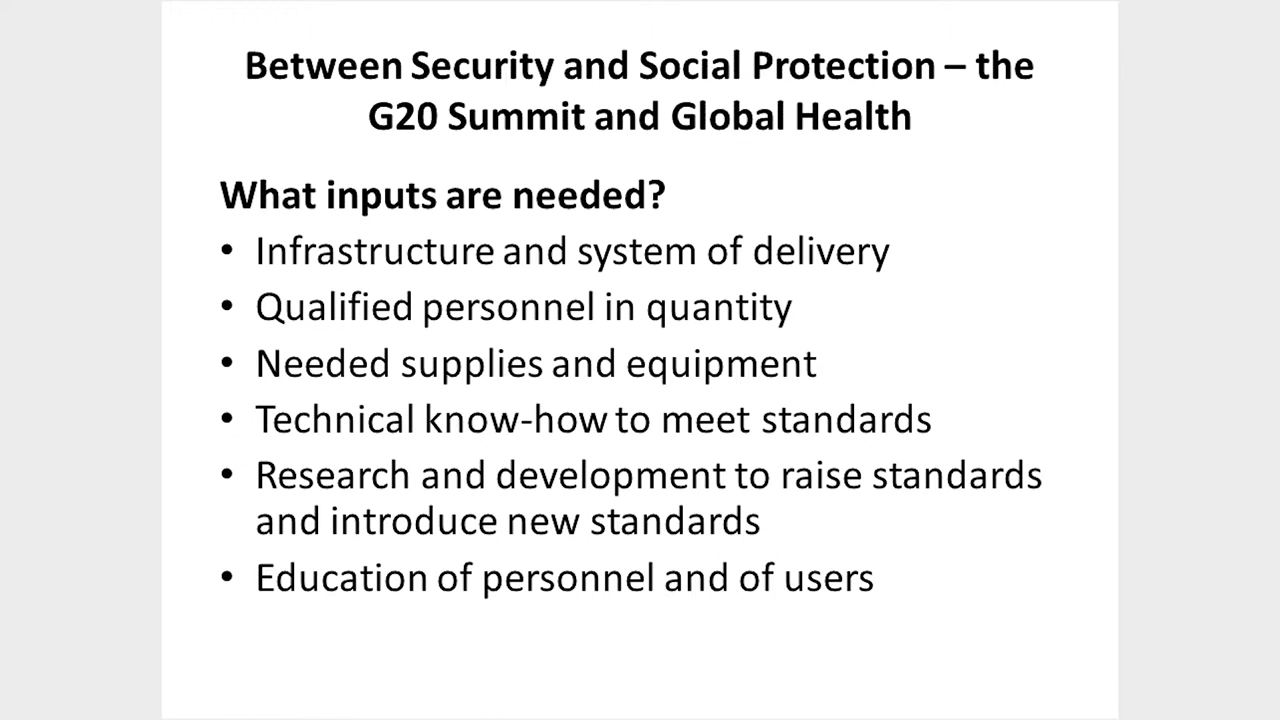 Between Security and Social Protection – the
G20 Summit and Global Health
What inputs are needed?
• Infrastructure and system of delivery
• Qualified personnel in quantity
• Needed supplies and equipment
• Technical know-how to meet standards
• Research and development to raise standards
and introduce new standards
• Education of personnel and of users